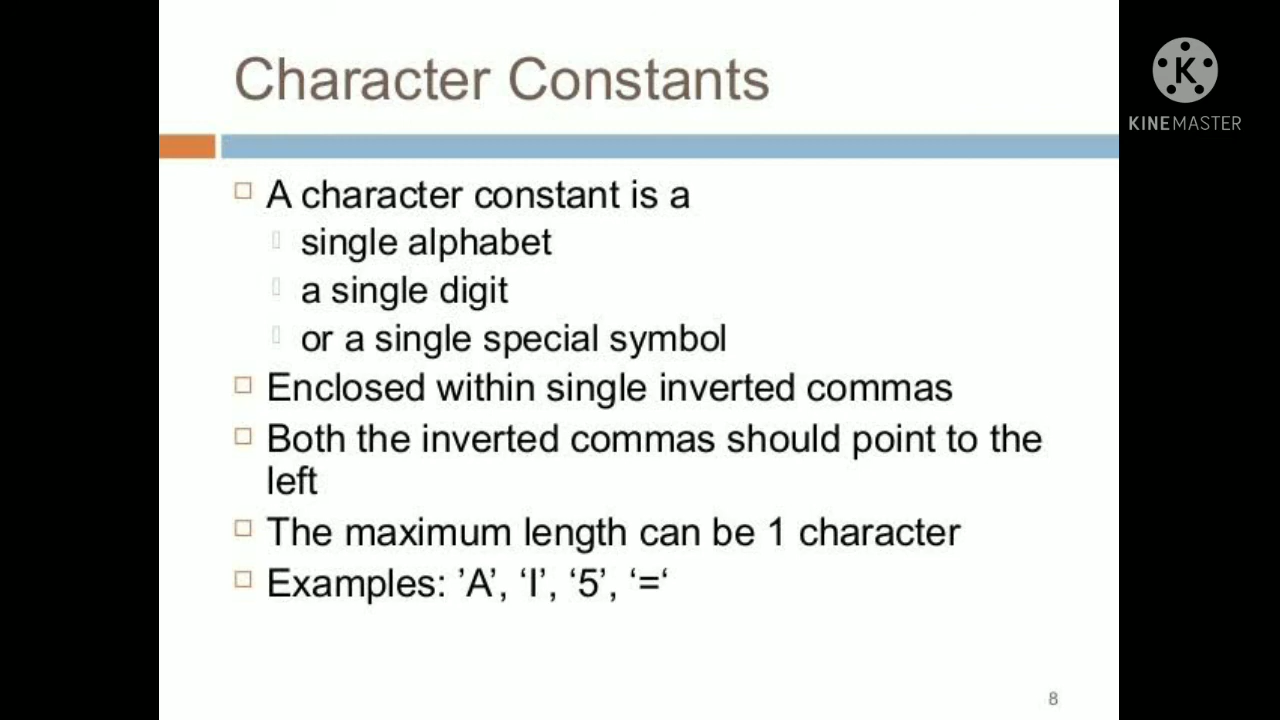 Character Constants
KINEMASTER
A character constant is a
single alphabet
a single digit
or a single special symbol
Enclosed within single inverted commas
Both the inverted commas should point to the
left
The maximum length can be 1 character
Examples: ’A’, ‘I’, ‘5’, ‘=‘
8